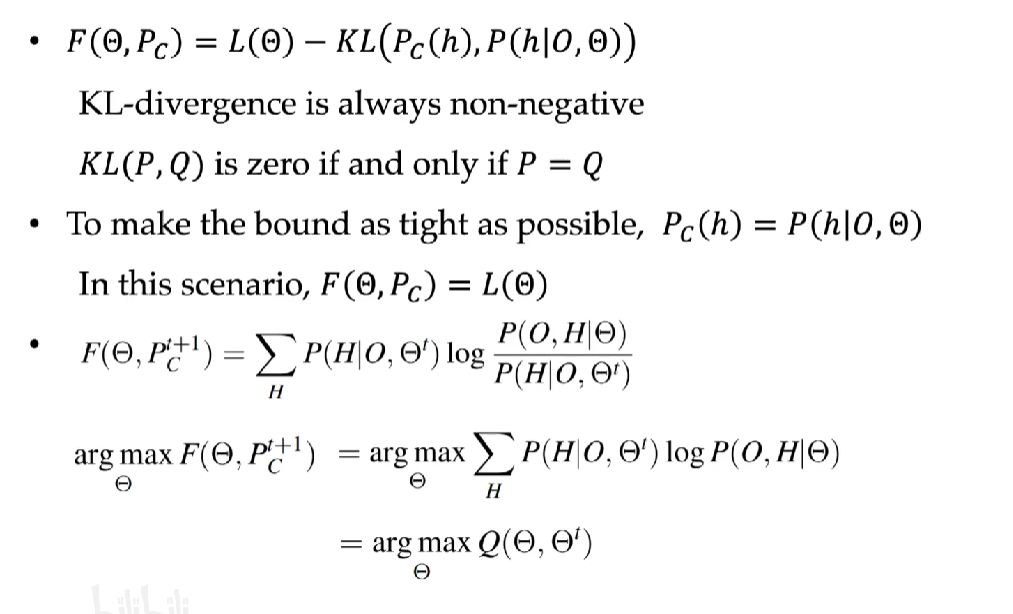 • F(Θ, P_C) = L(Θ) − KL(P_C(h), P(h|O, Θ))
KL-divergence is always non-negative
KL(P, Q) is zero if and only if P = Q
• To make the bound as tight as possible, P_C(h) = P(h|O, Θ)
In this scenario, F(Θ, P_C) = L(Θ)
• F(Θ, P_C^{t+1}) = ∑_H P(H|O, Θ^t) log P(O, H|Θ) / P(H|O, Θ^t)
arg max_Θ F(Θ, P_C^{t+1}) = arg max_Θ ∑_H P(H|O, Θ^t) log P(O, H|Θ)
= arg max_Θ Q(Θ, Θ^t)